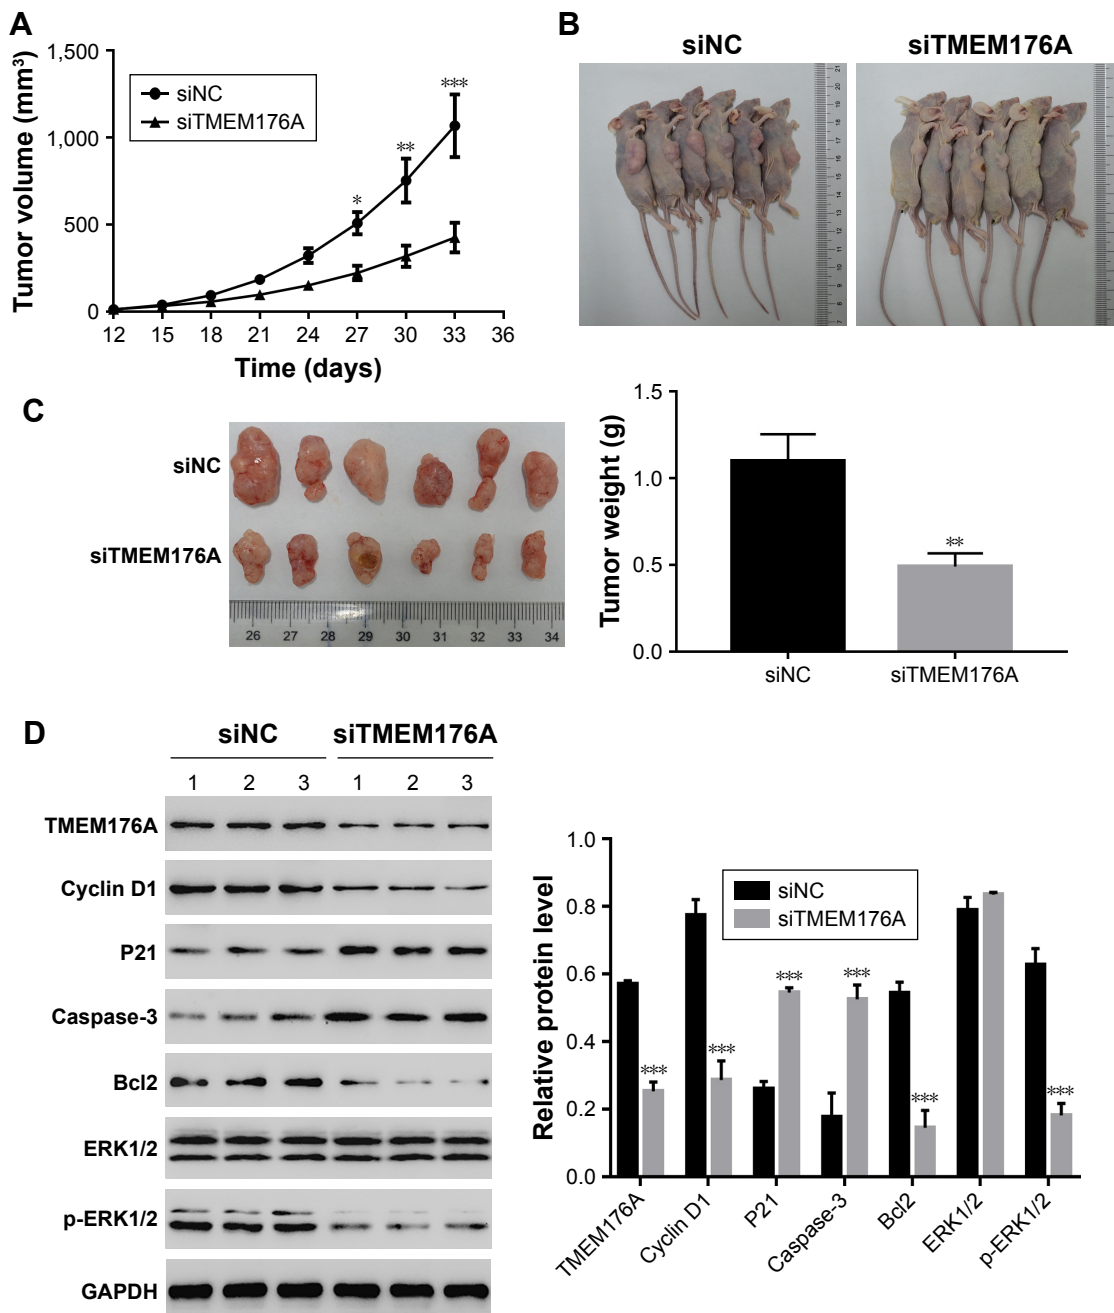 A
Tumor volume (mm³)
1,500
1,000
500
0
siNC
siTMEM176A
*
**
***
12 15 18 21 24 27 30 33 36
Time (days)
B
siNC siTMEM176A
C
siNC
siTMEM176A
26 27 28 29 30 31 32 33 34
Tumor weight (g)
1.5
1.0
0.5
0.0
**
siNC siTMEM176A
D
siNC siTMEM176A
1 2 3 1 2 3
TMEM176A
Cyclin D1
P21
Caspase-3
Bcl2
ERK1/2
p-ERK1/2
GAPDH
Relative protein level
1.0
0.8
0.6
0.4
0.2
0.0
siNC
siTMEM176A
***
***
***
***
***
***
TMEM176A
Cyclin D1
P21
Caspase-3
Bcl2
ERK1/2
p-ERK1/2